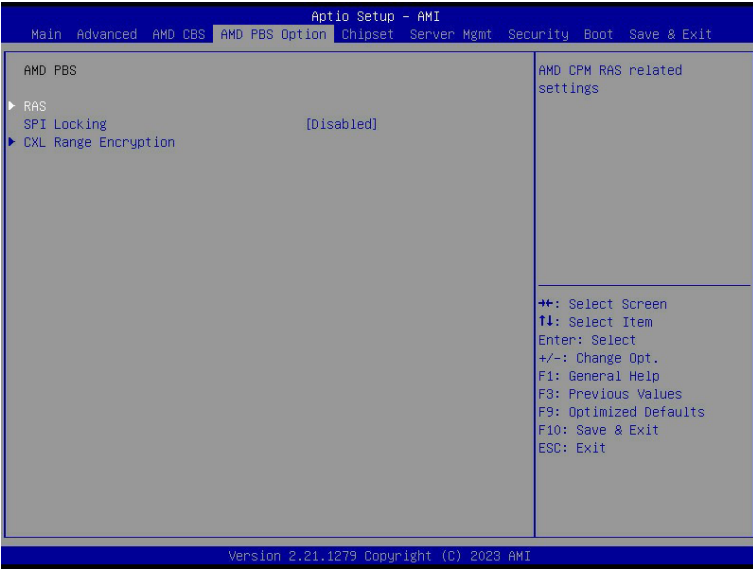 Aptio Setup – AMI
Main Advanced AMD CBS AMD PBS Option Chipset Server Mgmt Security Boot Save & Exit
AMD PBS
RAS
SPI Locking [Disabled]
CXL Range Encryption
AMD CPM RAS related
settings
→←: Select Screen
↑↓: Select Item
Enter: Select
+/-: Change Opt.
F1: General Help
F3: Previous Values
F9: Optimized Defaults
F10: Save & Exit
ESC: Exit
Version 2.21.1279 Copyright (C) 2023 AMI